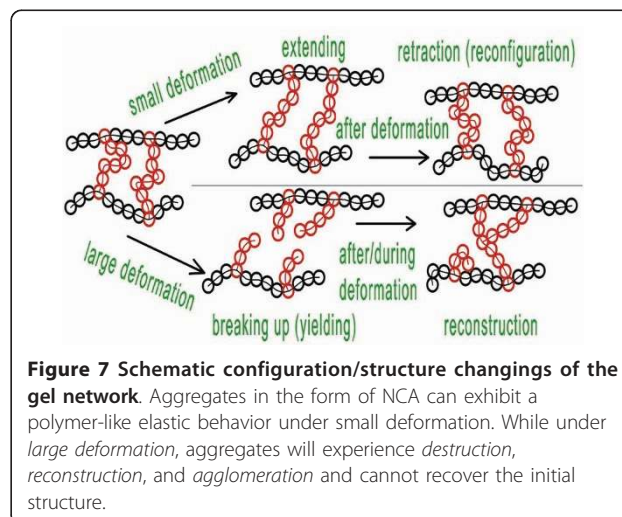 extending
retraction (reconfiguration)
small deformation
after deformation
large deformation
after/during
deformation
breaking up (yielding)
reconstruction
Figure 7 Schematic configuration/structure changings of the
gel network. Aggregates in the form of NCA can exhibit a
polymer-like elastic behavior under small deformation. While under
large deformation, aggregates will experience destruction,
reconstruction, and agglomeration and cannot recover the initial
structure.